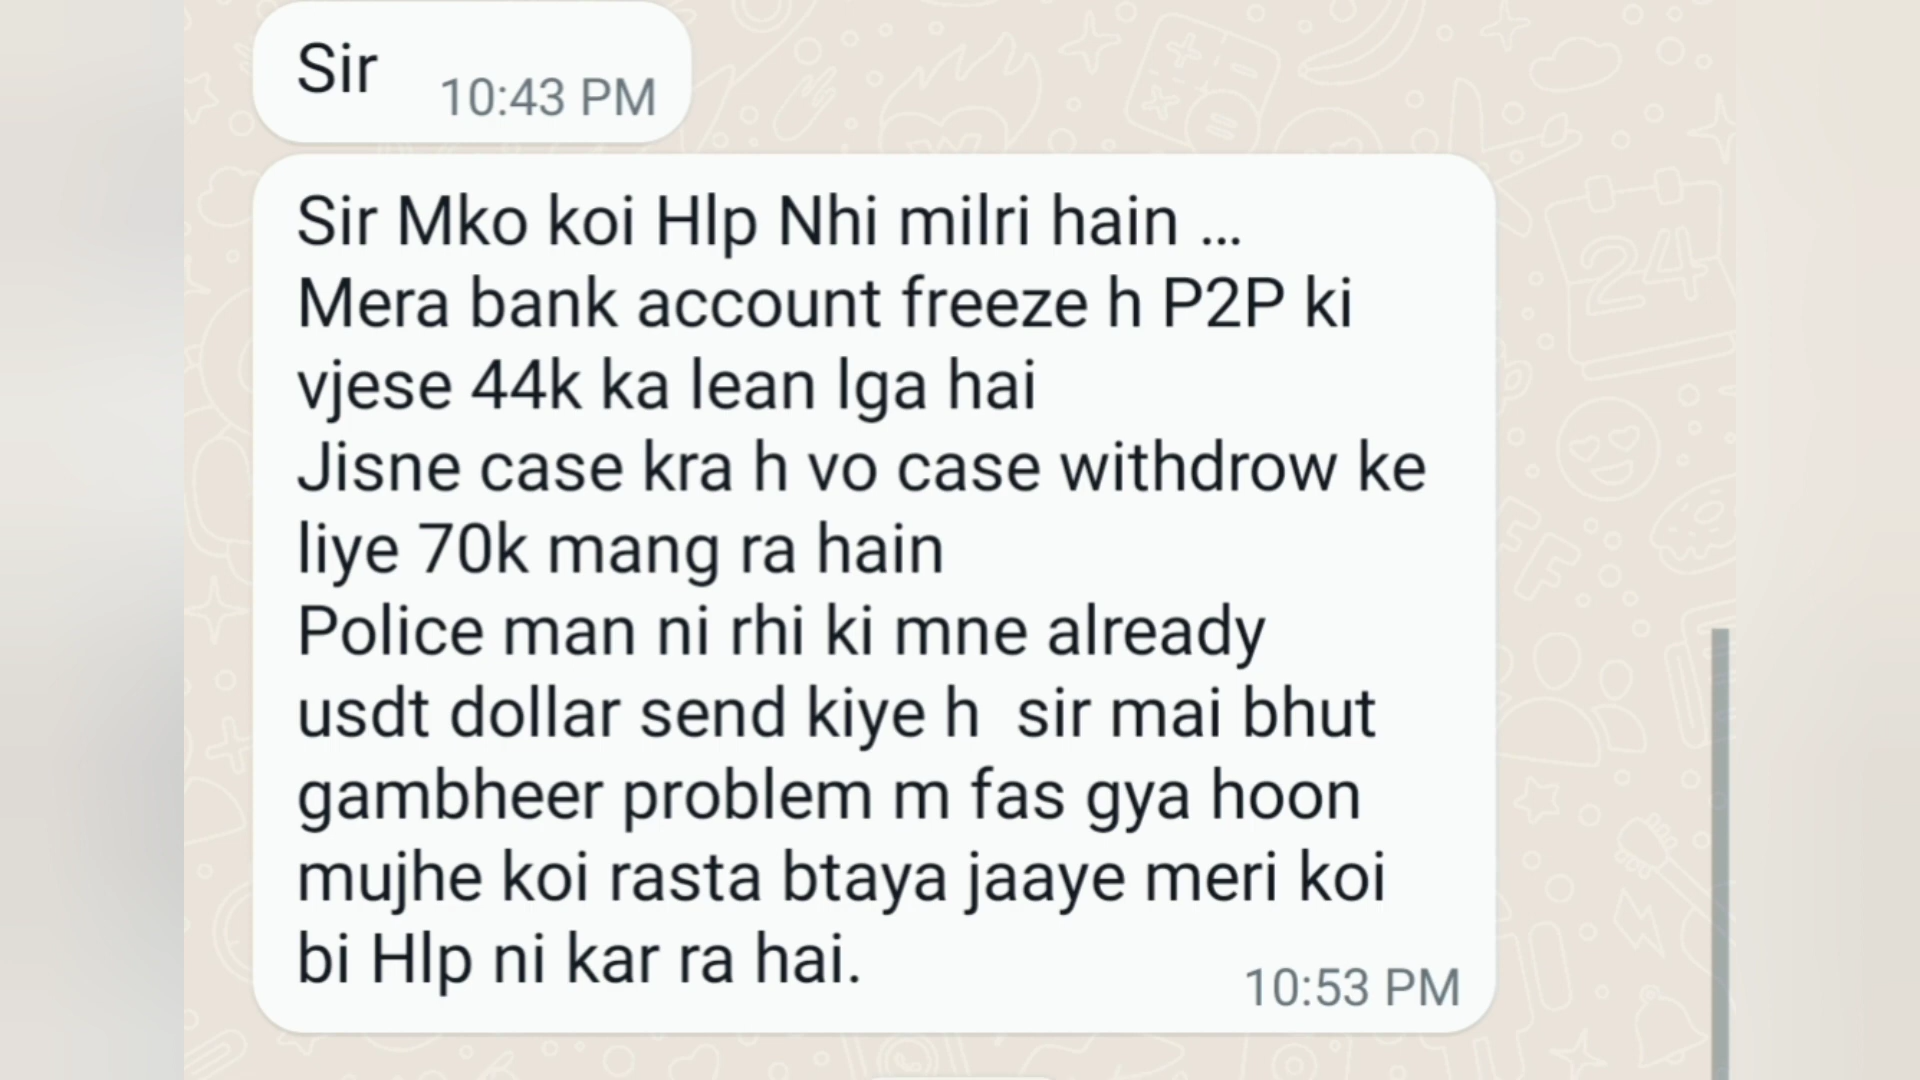 Sir
10:43 PM
Sir Mko koi Hlp Nhi milri hain ...
Mera bank account freeze h P2P ki
vjese 44k ka lean lga hai
Jisne case kra h vo case withdrow ke
liye 70k mang ra hain
Police man ni rhi ki mne already
usdt dollar send kiye h  sir mai bhut
gambheer problem m fas gya hoon
mujhe koi rasta btaya jaaye meri koi
bi Hlp ni kar ra hai.
10:53 PM